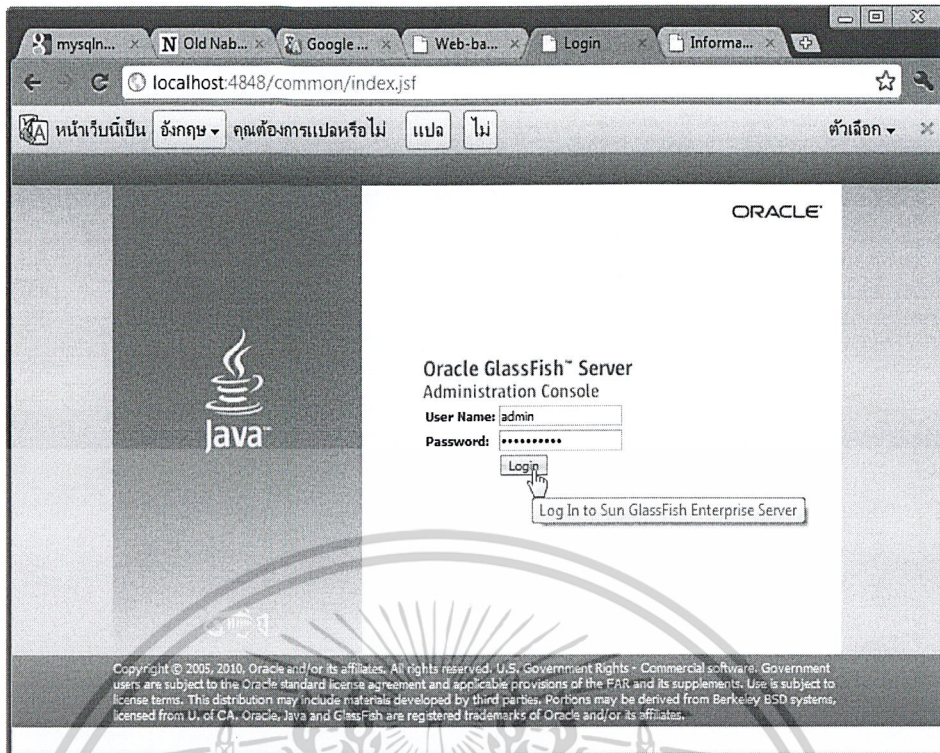 mysqln...
Old Nab...
Google ...
Web-ba...
Login
Informa...
localhost:4848/common/index.jsf
หน้าเว็บนี้เป็น อังกฤษ คุณต้องการแปลหรือไม่ แปล ไม่ ตัวเลือก
ORACLE
Java™
Oracle GlassFish™ Server
Administration Console
User Name: admin
Password: ••••••••••
Login
Log In to Sun GlassFish Enterprise Server
Copyright © 2005, 2010, Oracle and/or its affiliates. All rights reserved. U.S. Government Rights - Commercial software. Government
users are subject to the Oracle standard license agreement and applicable provisions of the FAR and its supplements. Use is subject to
license terms. This distribution may include materials developed by third parties. Portions may be derived from Berkeley BSD systems,
licensed from U. of CA. Oracle, Java and GlassFish are registered trademarks of Oracle and/or its affiliates.